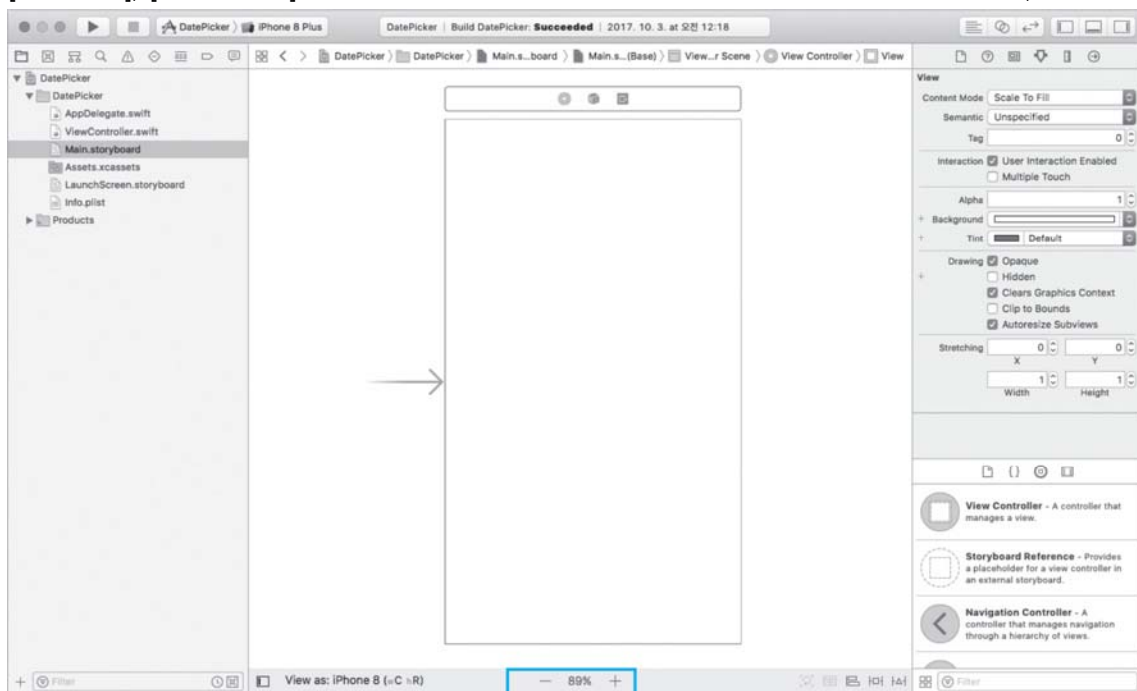 DatePicker 〉 iPhone 8 Plus
DatePicker | Build DatePicker: Succeeded | 2017. 10. 3. at 오전 12:18
DatePicker 〉 DatePicker 〉 Main.s...board 〉 Main.s...(Base) 〉 View...r Scene 〉 View Controller 〉 View
DatePicker
DatePicker
AppDelegate.swift
ViewController.swift
Main.storyboard
Assets.xcassets
LaunchScreen.storyboard
Info.plist
Products
Filter
View as: iPhone 8 (wC hR)
— 89% +
View
Content Mode Scale To Fill
Semantic Unspecified
Tag 0
Interaction User Interaction Enabled
Multiple Touch
Alpha 1
+ Background
+ Tint Default
Drawing Opaque
+ Hidden
Clears Graphics Context
Clip to Bounds
Autoresize Subviews
Stretching 0 0
X Y
1 1
Width Height
View Controller - A controller that
manages a view.
Storyboard Reference - Provides
a placeholder for a view controller in
an external storyboard.
Navigation Controller - A
controller that manages navigation
through a hierarchy of views.
Filter